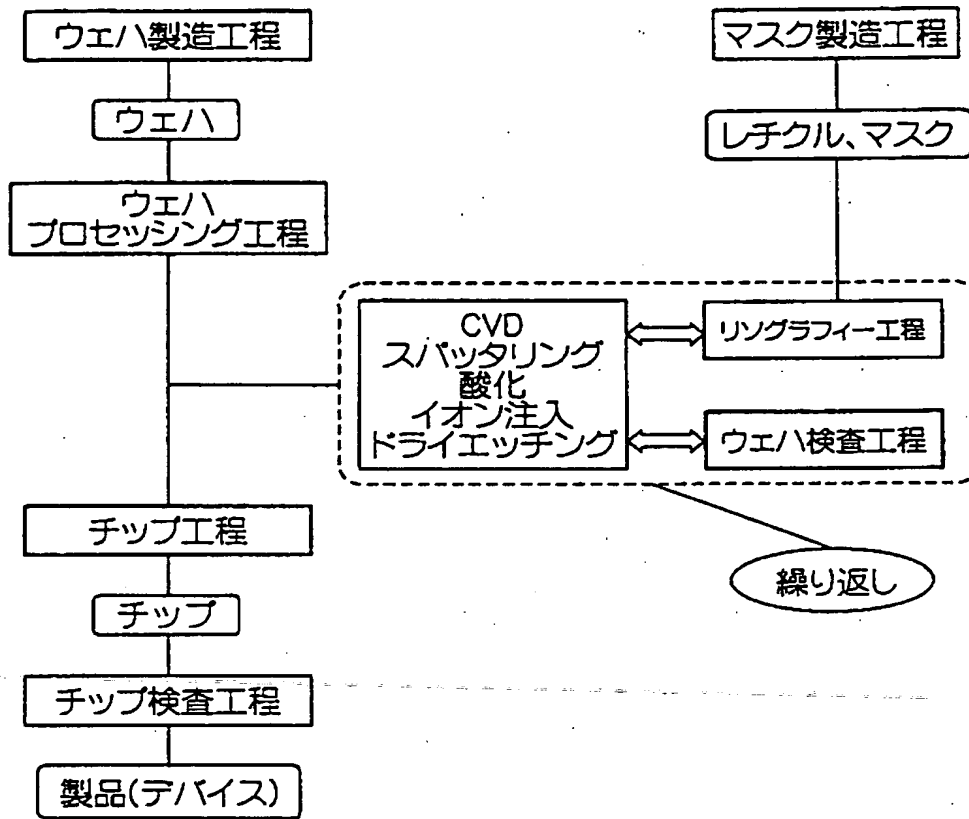 ウェハ製造工程
ウェハ
ウェハ
プロセッシング工程
マスク製造工程
レチクル、マスク
CVD
スパッタリング
酸化
イオン注入
ドライエッチング
リソグラフィー工程
ウェハ検査工程
繰り返し
チップ工程
チップ
チップ検査工程
製品(デバイス)